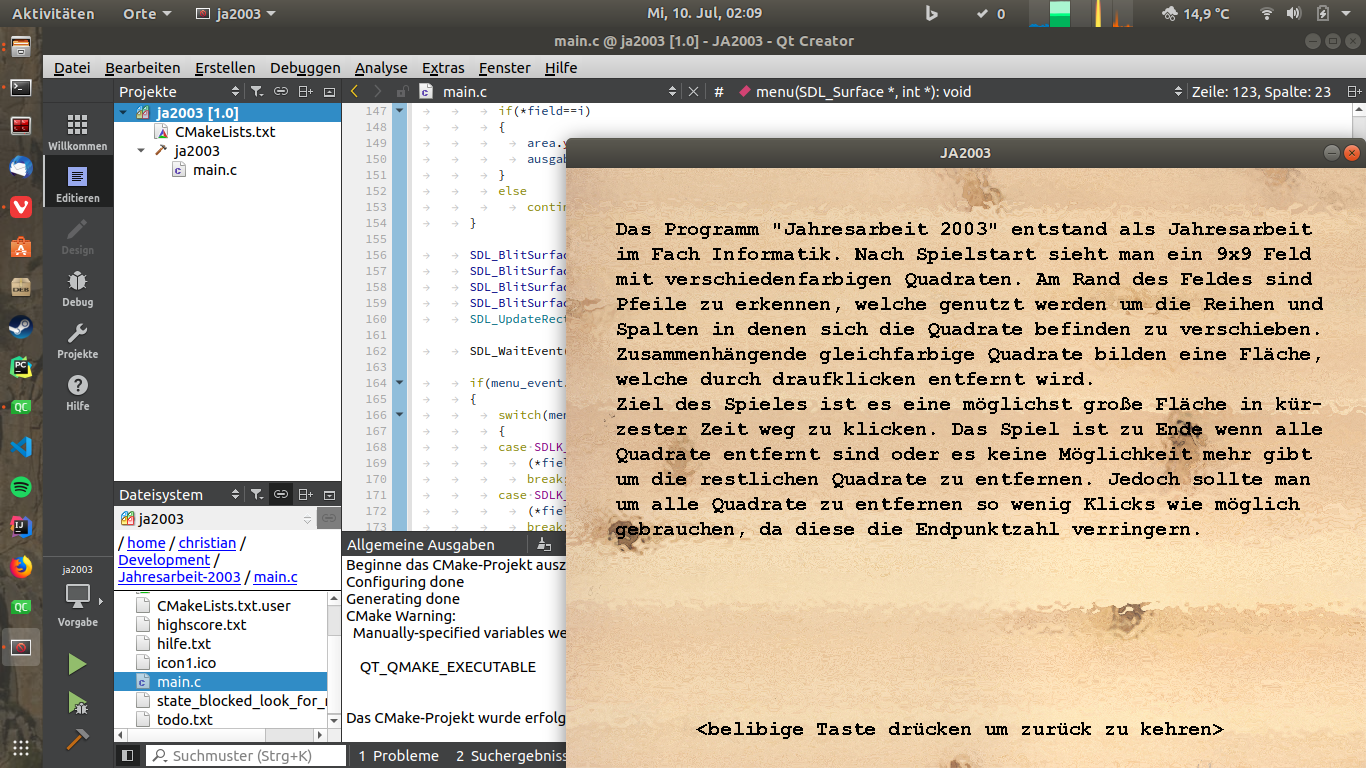 Aktivitäten Orte ja2003 Mi, 10. Jul, 02:09 0 14,9 °C
main.c @ ja2003 [1.0] - JA2003 - Qt Creator
Datei Bearbeiten Erstellen Debuggen Analyse Extras Fenster Hilfe
Projekte main.c # menu(SDL_Surface *, int *): void Zeile: 123, Spalte: 23
Willkommen
Editieren
Design
Debug
Projekte
Hilfe
ja2003
Vorgabe
ja2003 [1.0]
CMakeLists.txt
ja2003
main.c
Dateisystem
ja2003
/ home / christian /
Development /
Jahresarbeit-2003 / main.c
CMakeLists.txt.user
highscore.txt
hilfe.txt
icon1.ico
main.c
state_blocked_look_for_
todo.txt
147 if(*field==i)
148 {
149 area.
150 ausgab
151 }
152 else
153 contin
154 }
155
156 SDL_BlitSurfac
157 SDL_BlitSurfac
158 SDL_BlitSurfac
159 SDL_BlitSurfac
160 SDL_UpdateRect
161
162 SDL_WaitEvent(
163
164 if(menu_event.
165 {
166 switch(men
167 {
168 case SDLK_
169 (*fiel
170 break;
171 case SDLK_
172 (*fiel
173 break;
Allgemeine Ausgaben
Beginne das CMake-Projekt ausz
Configuring done
Generating done
CMake Warning:
Manually-specified variables we
QT_QMAKE_EXECUTABLE
Das CMake-Projekt wurde erfolg
Suchmuster (Strg+K) 1 Probleme 2 Suchergebniss
JA2003
Das Programm "Jahresarbeit 2003" entstand als Jahresarbeit
im Fach Informatik. Nach Spielstart sieht man ein 9x9 Feld
mit verschiedenfarbigen Quadraten. Am Rand des Feldes sind
Pfeile zu erkennen, welche genutzt werden um die Reihen und
Spalten in denen sich die Quadrate befinden zu verschieben.
Zusammenhängende gleichfarbige Quadrate bilden eine Fläche,
welche durch draufklicken entfernt wird.
Ziel des Spieles ist es eine möglichst große Fläche in kür-
zester Zeit weg zu klicken. Das Spiel ist zu Ende wenn alle
Quadrate entfernt sind oder es keine Möglichkeit mehr gibt
um die restlichen Quadrate zu entfernen. Jedoch sollte man
um alle Quadrate zu entfernen so wenig Klicks wie möglich
gebrauchen, da diese die Endpunktzahl verringern.
<belibige Taste drücken um zurück zu kehren>